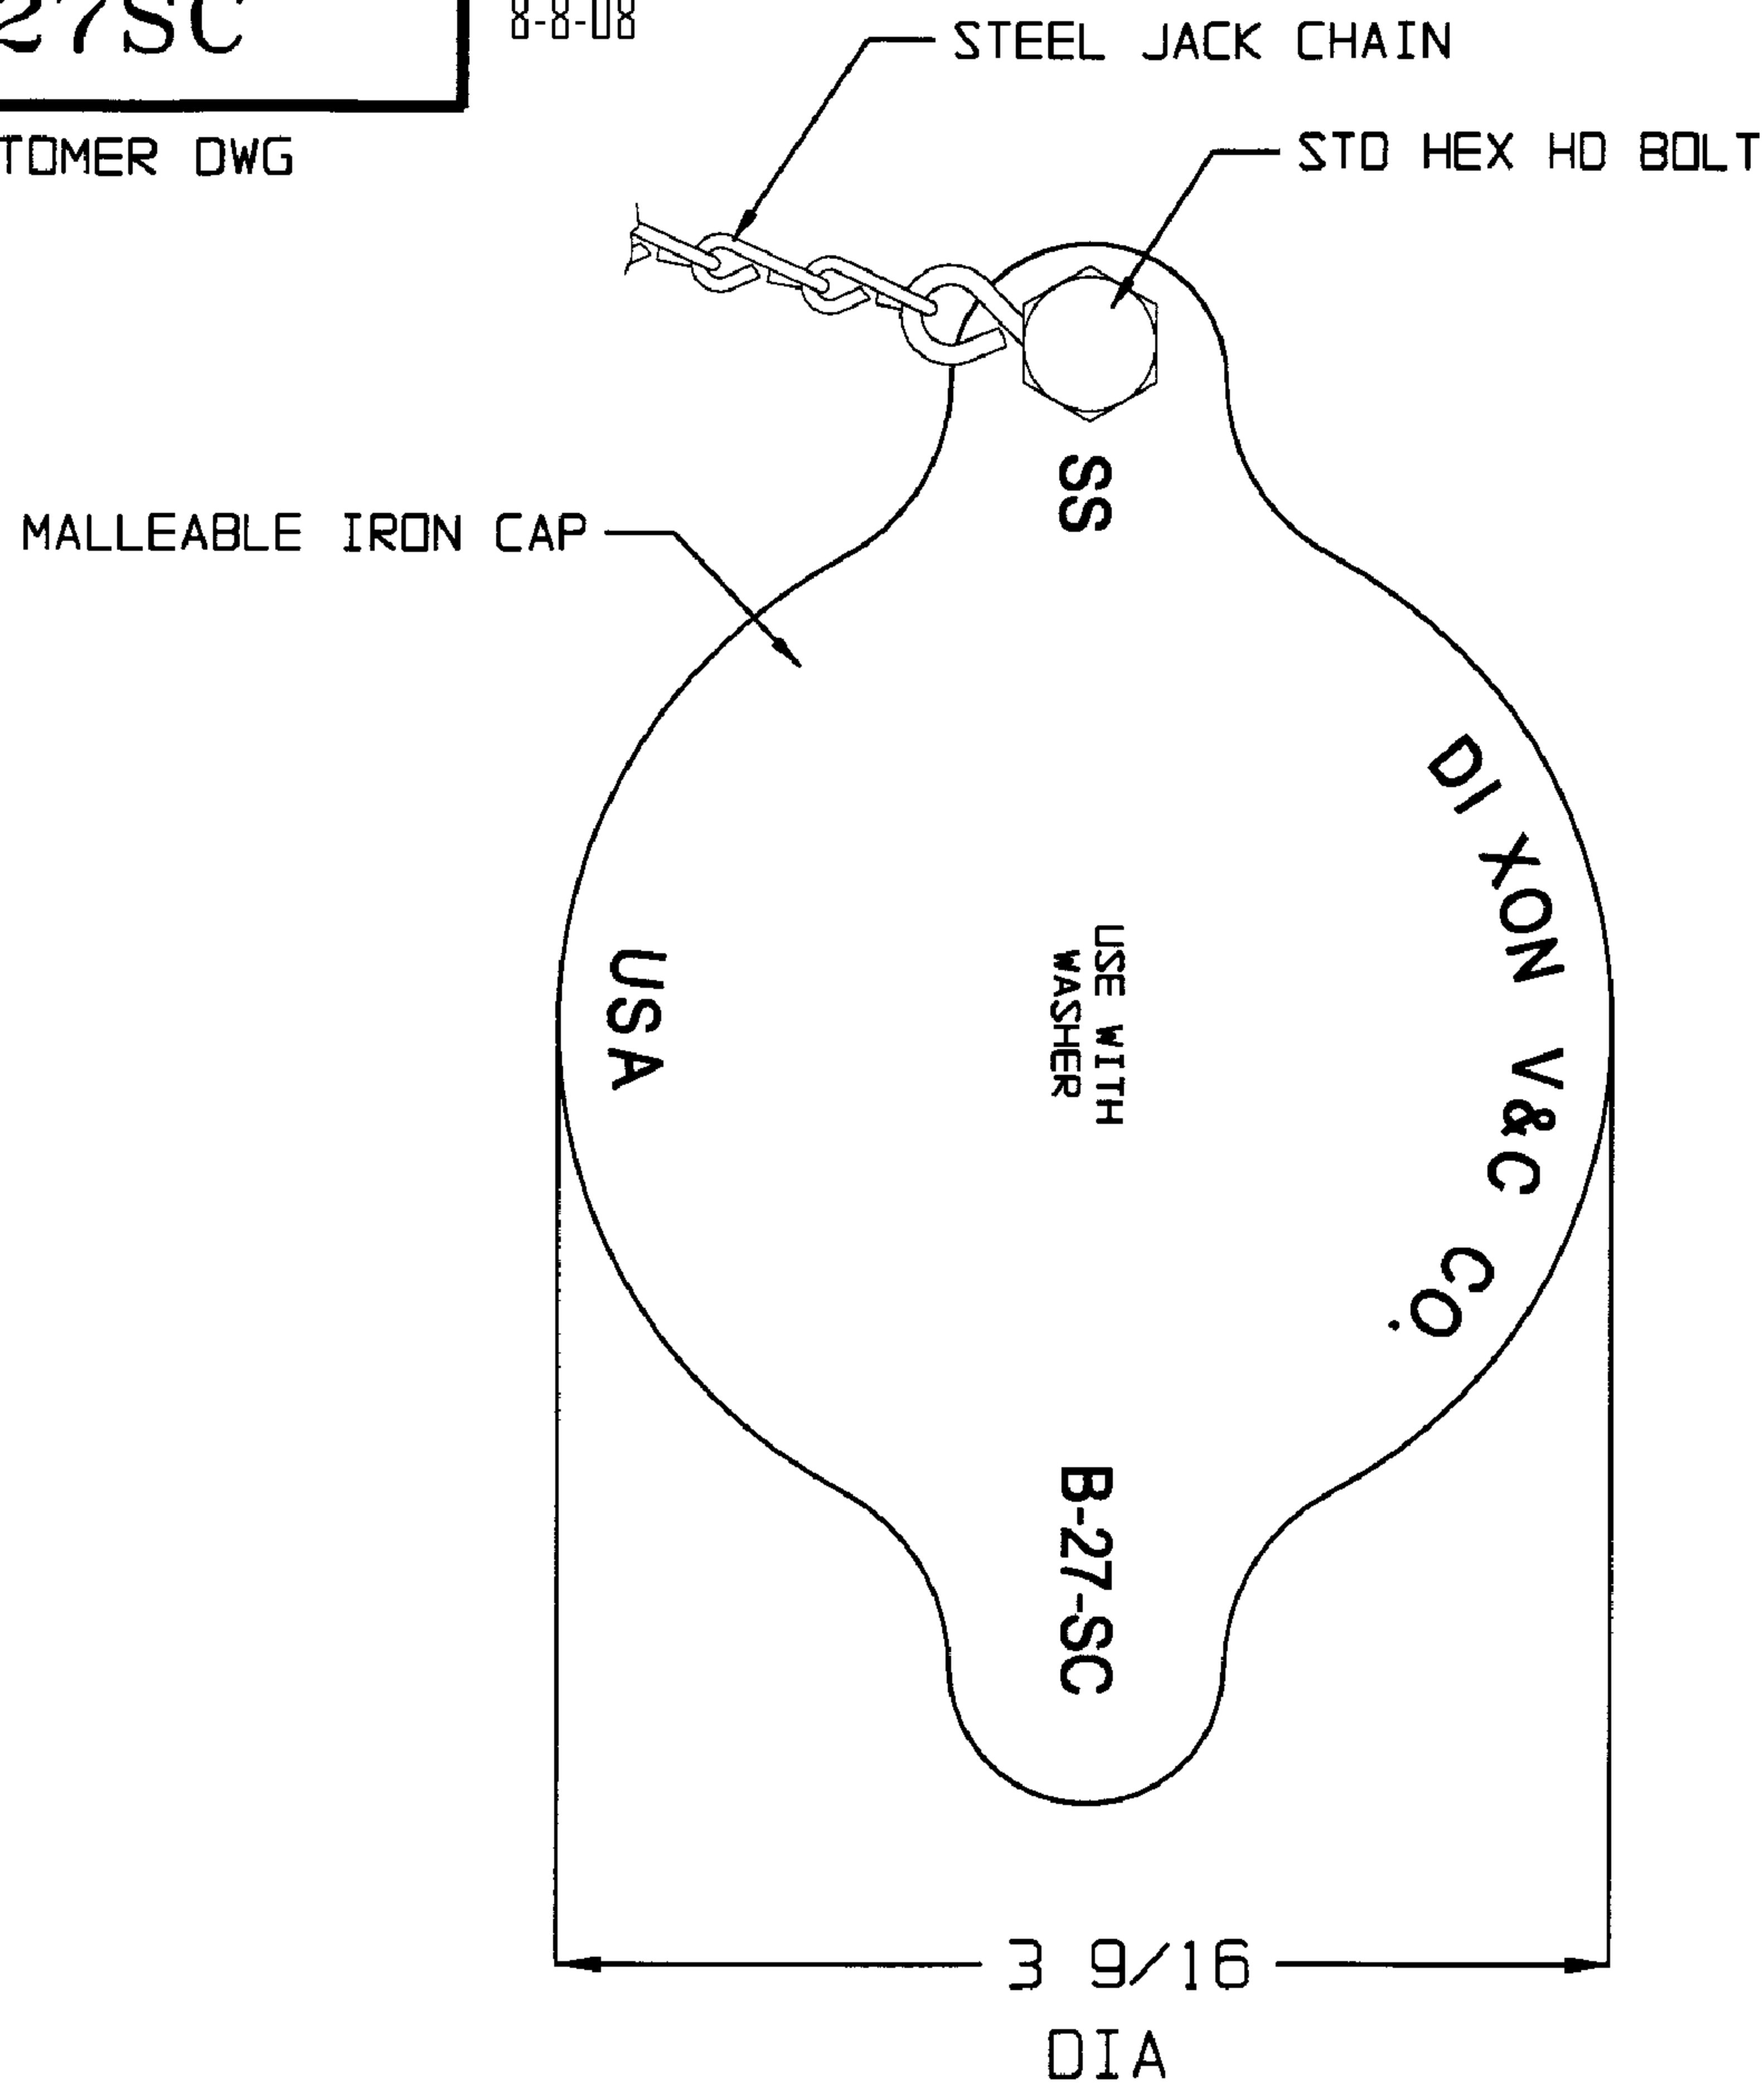 27SC
8-8-08
STEEL JACK CHAIN
TOMER DWG
STD HEX HD BOLT
SS
MALLEABLE IRON CAP
DIXON V&C CO.
USE WITH
WASHER
USA
B-27-SC
3 9/16
DIA